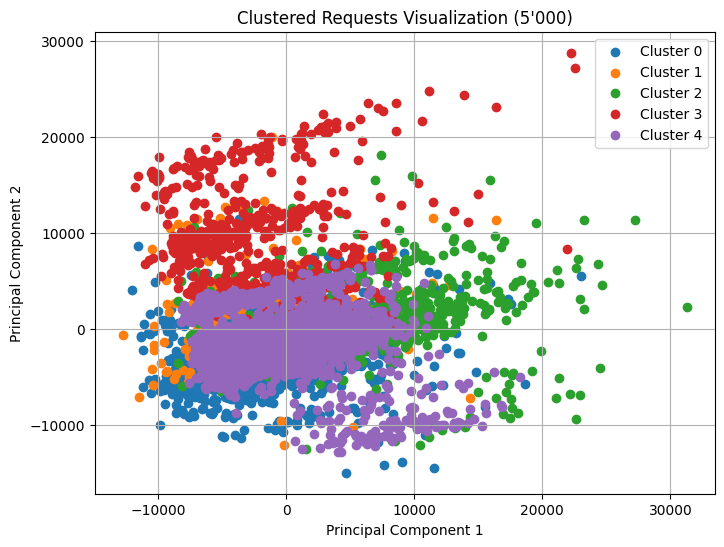 Clustered Requests Visualization (5'000)
30000
20000
10000
0
−10000
Principal Component 2
Cluster 0
Cluster 1
Cluster 2
Cluster 3
Cluster 4
−10000
0
10000
20000
30000
Principal Component 1